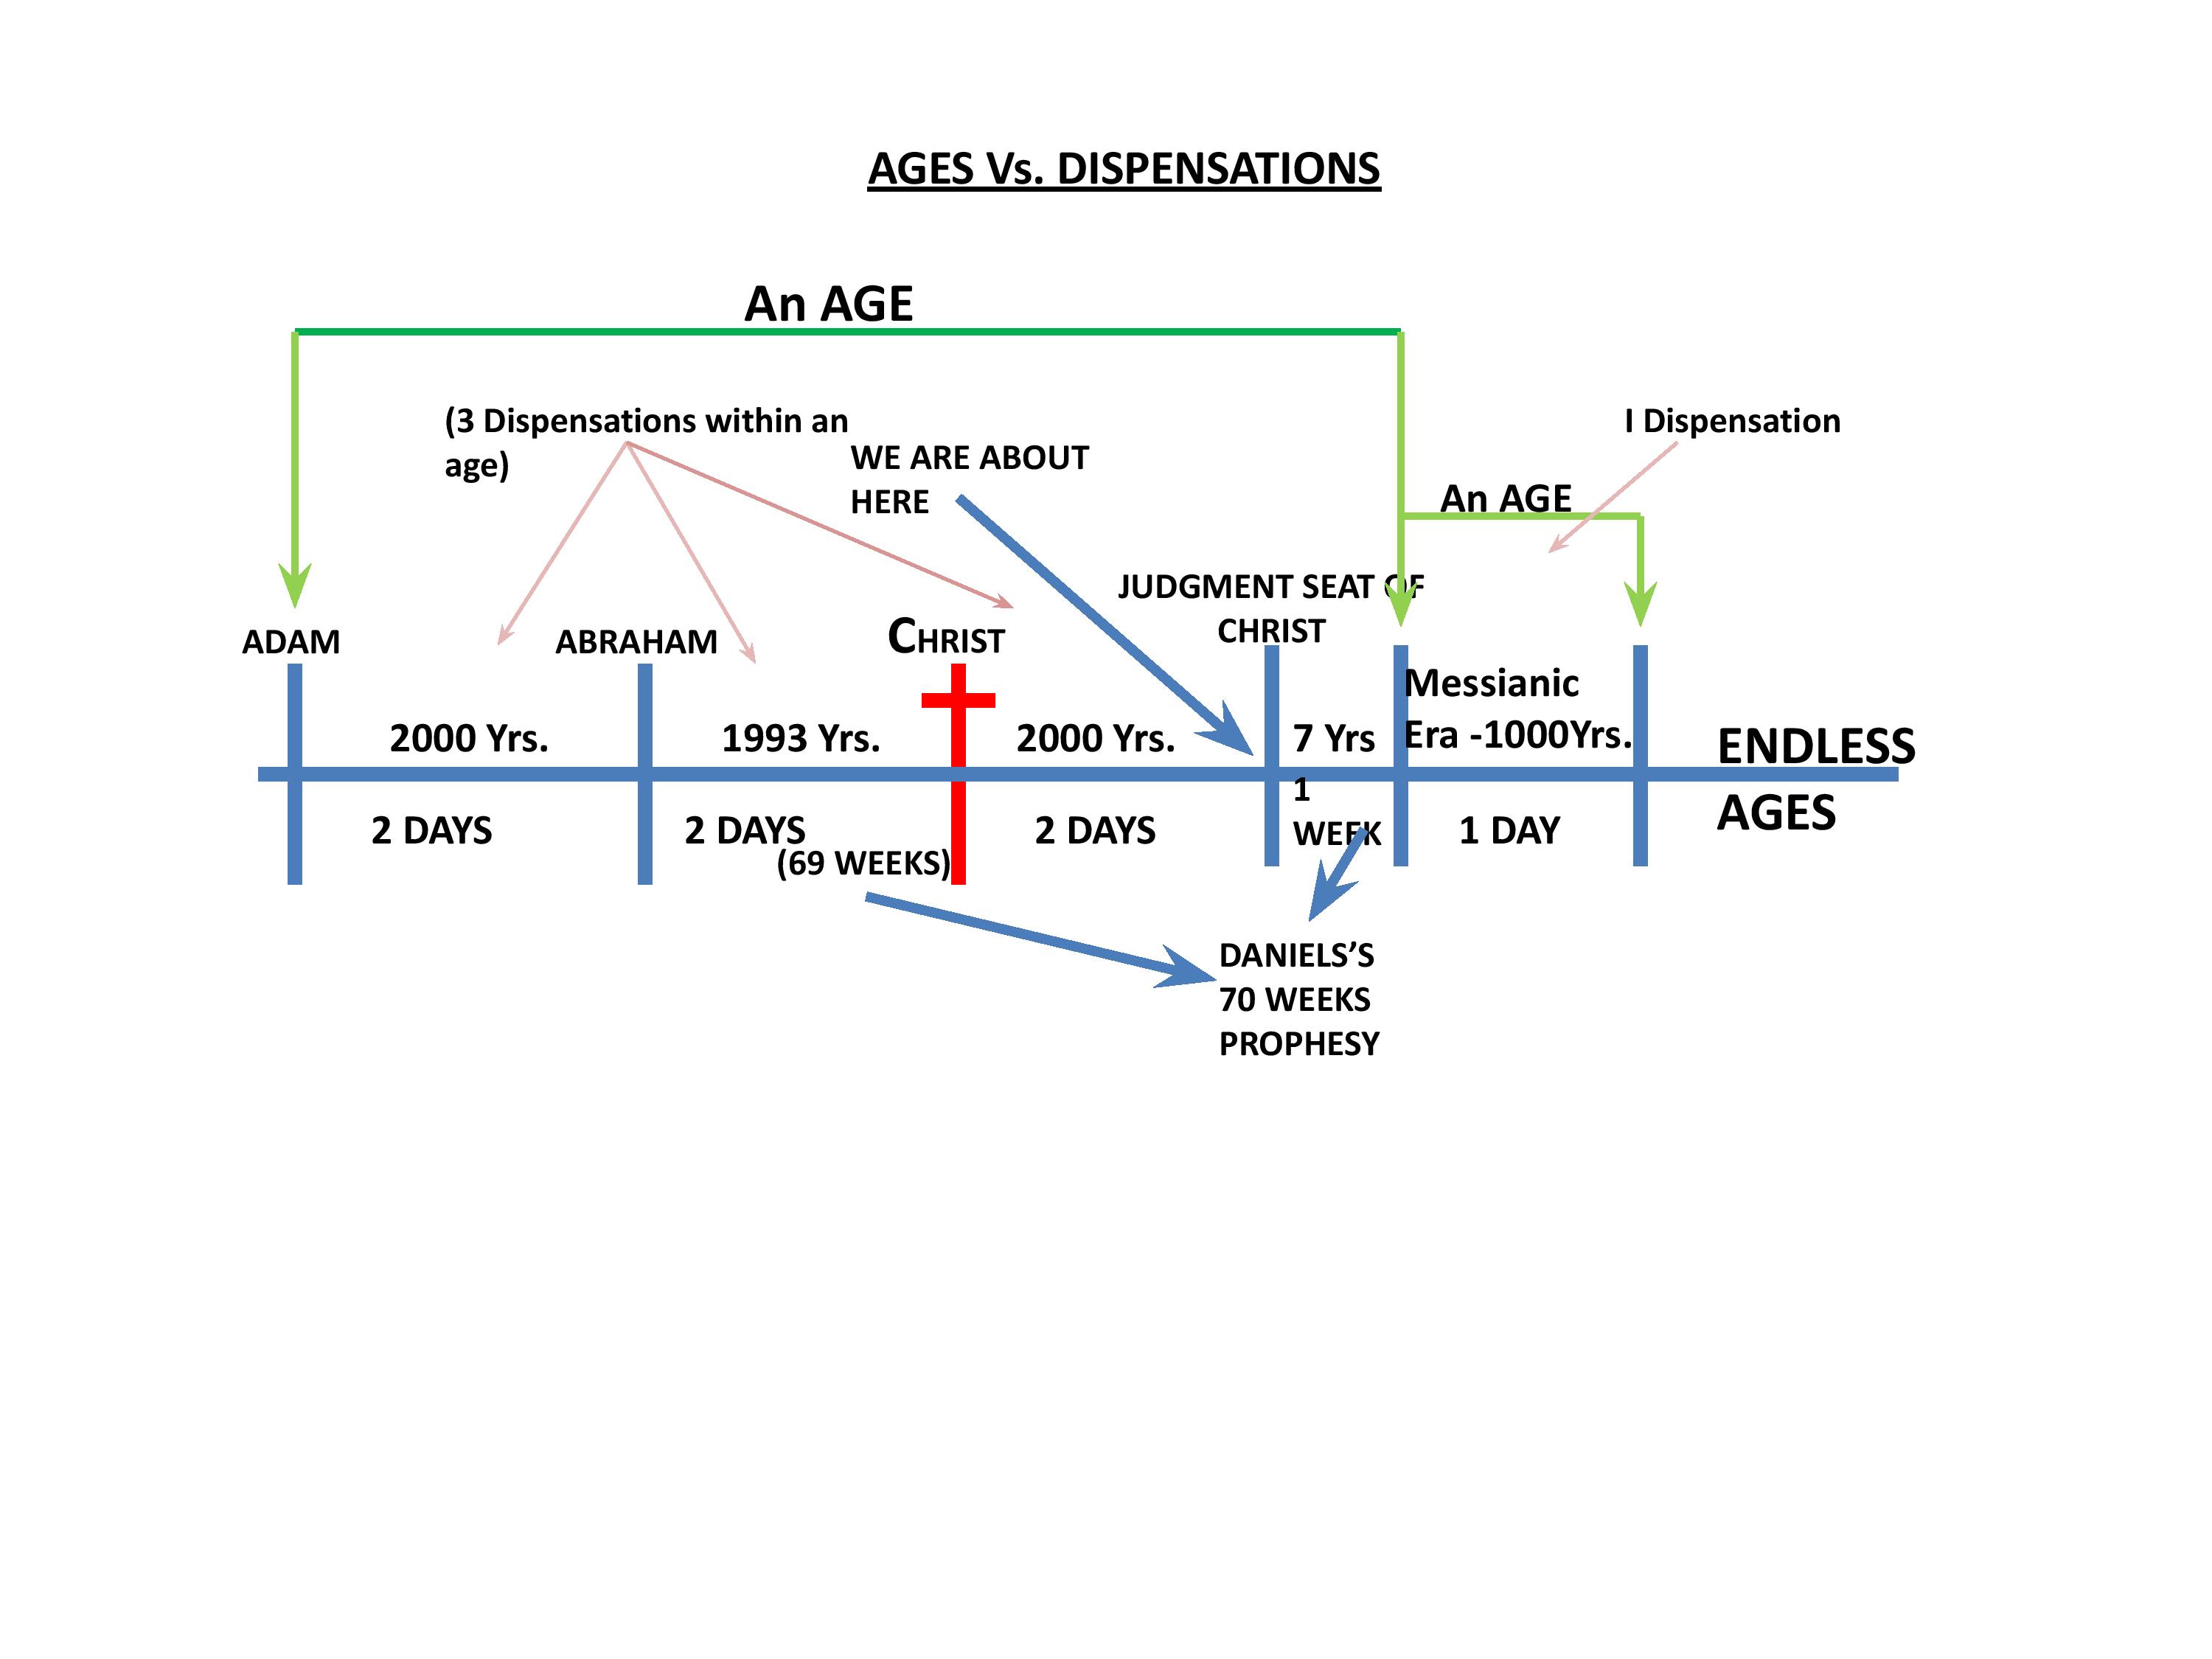 AGES Vs. DISPENSATIONS
An AGE
(3 Dispensations within an
age)
WE ARE ABOUT
HERE
I Dispensation
An AGE
JUDGMENT SEAT OF
CHRIST
ADAM
ABRAHAM
CHRIST
Messianic
Era -1000Yrs.
2000 Yrs.
1993 Yrs.
2000 Yrs.
7 Yrs
ENDLESS
AGES
1
WEEK
2 DAYS
2 DAYS
(69 WEEKS)
2 DAYS
1 DAY
DANIELS’S
70 WEEKS
PROPHESY